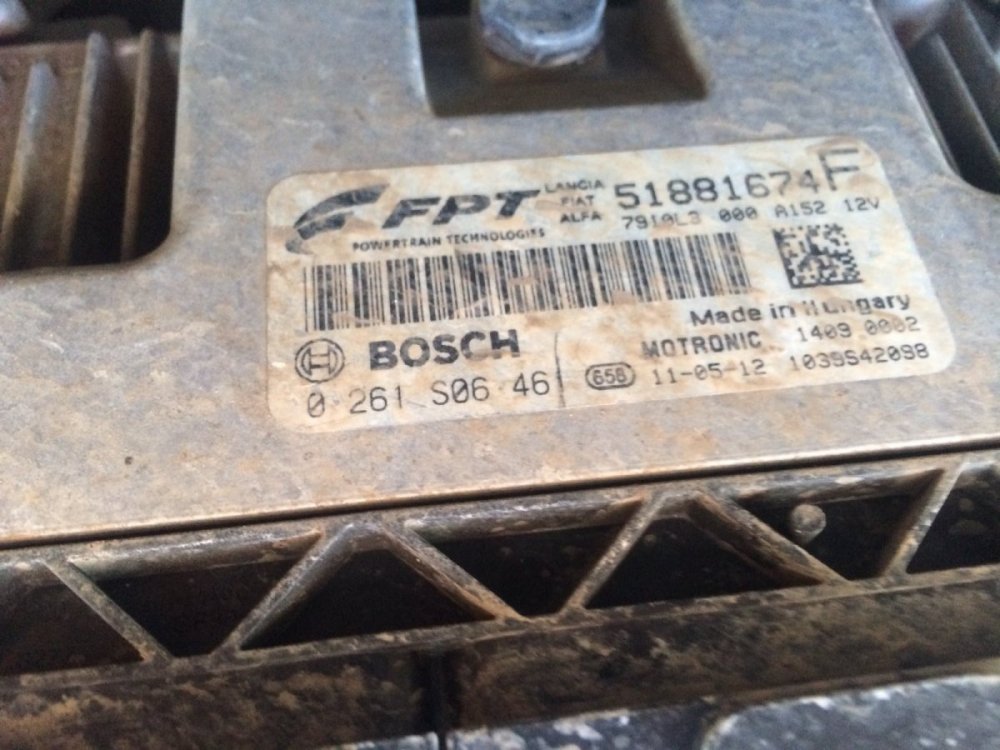 FPT
POWERTRAIN TECHNOLOGIES
LANCIA
FIAT
ALFA
51881674F
7910L3 000 A152 12V
Made in Hungary
BOSCH
MOTRONIC 1409 0002
0 261 S06 46
658 11-05-12 1039S42098